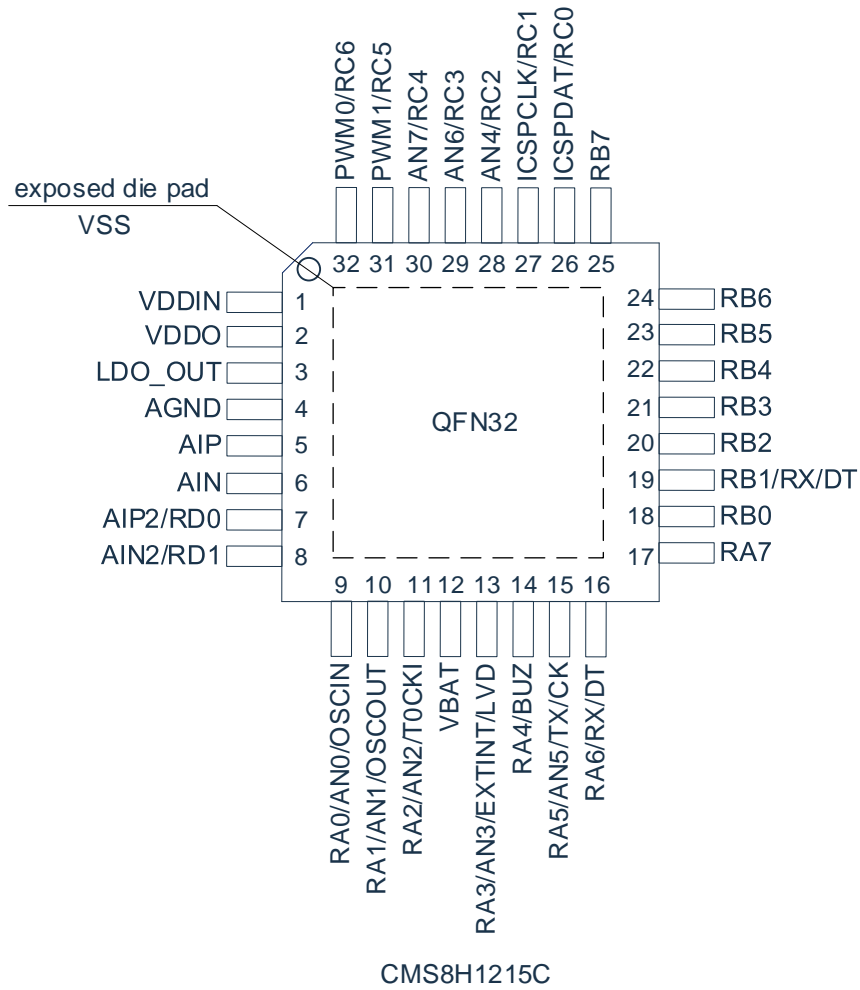 PWM0/RC6
PWM1/RC5
AN7/RC4
AN6/RC3
AN4/RC2
ICSPCLK/RC1
ICSPDAT/RC0
RB7
exposed die pad
VSS
32 31 30 29 28 27 26 25
VDDIN 1
VDDO 2
LDO_OUT 3
AGND 4
AIP 5
AIN 6
AIP2/RD0 7
AIN2/RD1 8
QFN32
24 RB6
23 RB5
22 RB4
21 RB3
20 RB2
19 RB1/RX/DT
18 RB0
17 RA7
9 10 11 12 13 14 15 16
RA0/AN0/OSCIN
RA1/AN1/OSCOUT
RA2/AN2/T0CKI
VBAT
RA3/AN3/EXTINT/LVD
RA4/BUZ
RA5/AN5/TX/CK
RA6/RX/DT
CMS8H1215C